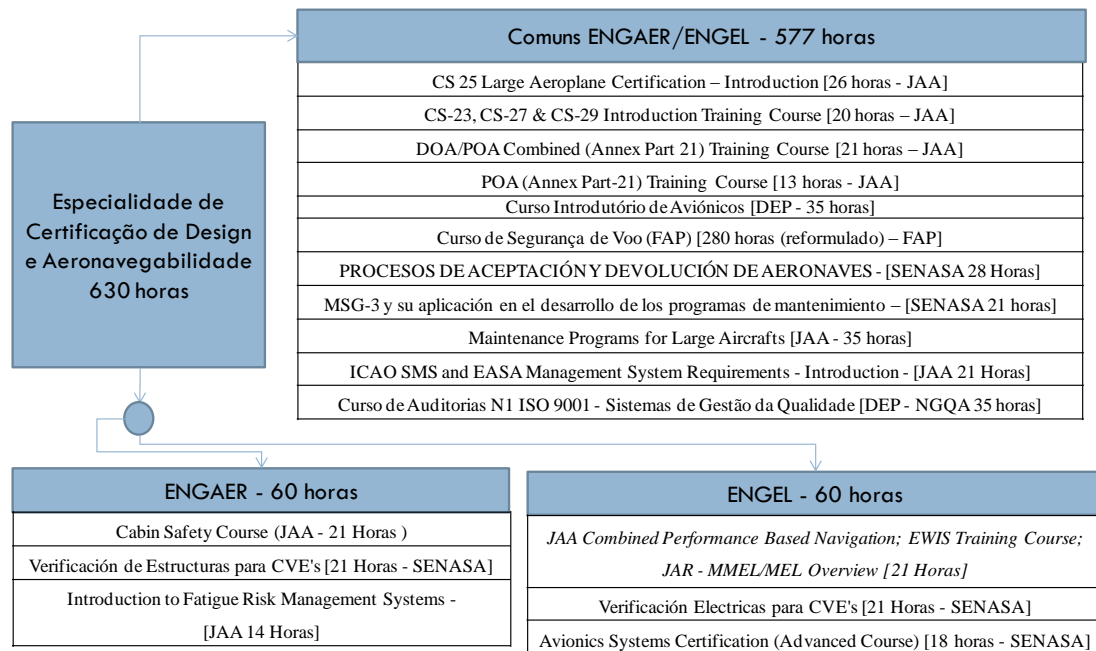 Comuns ENGAER/ENGEL - 577 horas
CS 25 Large Aeroplane Certification – Introduction [26 horas - JAA]
CS-23, CS-27 & CS-29 Introduction Training Course [20 horas – JAA]
DOA/POA Combined (Annex Part 21) Training Course [21 horas – JAA]
POA (Annex Part-21) Training Course [13 horas - JAA]
Curso Introdutório de Aviónicos [DEP - 35 horas]
Curso de Segurança de Voo (FAP) [280 horas (reformulado) – FAP]
PROCESOS DE ACEPTACIÓN Y DEVOLUCIÓN DE AERONAVES - [SENASA 28 Horas]
MSG-3 y su aplicación en el desarrollo de los programas de mantenimiento – [SENASA 21 horas]
Maintenance Programs for Large Aircrafts [JAA - 35 horas]
ICAO SMS and EASA Management System Requirements - Introduction - [JAA 21 Horas]
Curso de Auditorias N1 ISO 9001 - Sistemas de Gestão da Qualidade [DEP - NGQA 35 horas]
Especialidade de
Certificação de Design
e Aeronavegabilidade
630 horas
ENGAER - 60 horas
Cabin Safety Course (JAA - 21 Horas )
Verificación de Estructuras para CVE's [21 Horas - SENASA]
Introduction to Fatigue Risk Management Systems -
[JAA 14 Horas]
ENGEL - 60 horas
JAA Combined Performance Based Navigation; EWIS Training Course;
JAR - MMEL/MEL Overview [21 Horas]
Verificación Electricas para CVE's [21 Horas - SENASA]
Avionics Systems Certification (Advanced Course) [18 horas - SENASA]